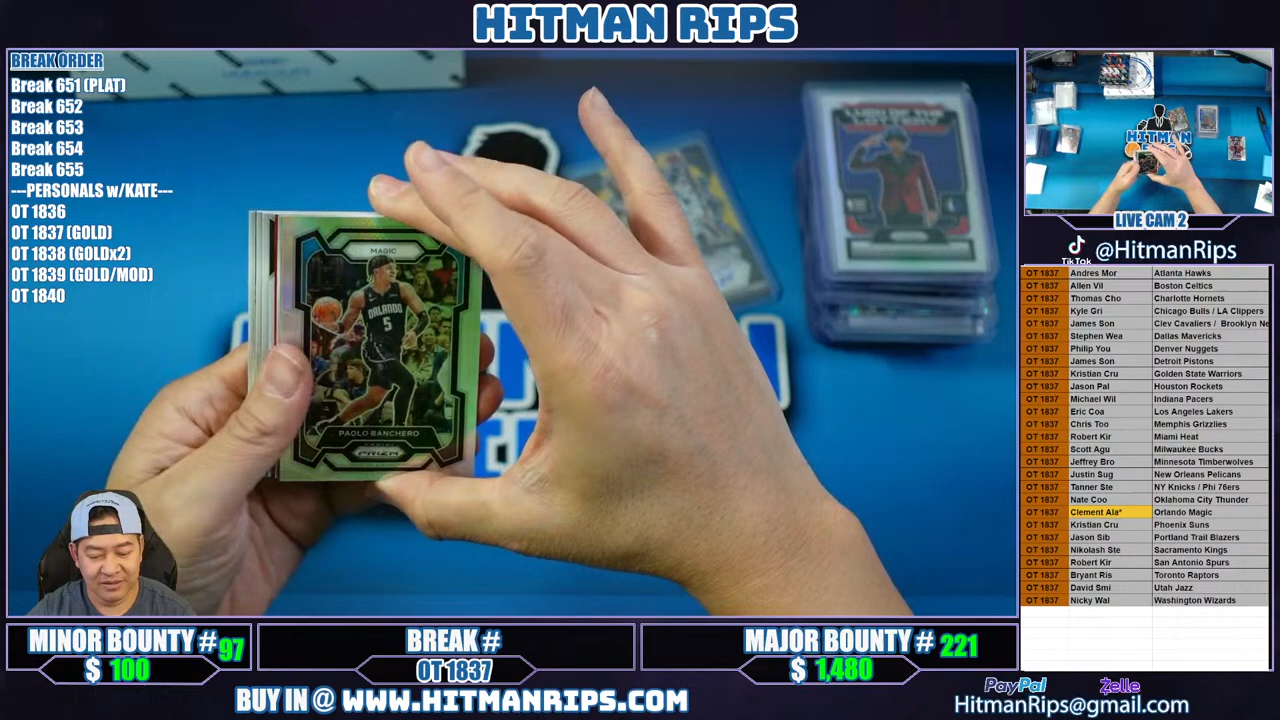 HITMAN RIPS
BREAK ORDER
Break 651 (PLAT)
Break 652
Break 653
Break 654
Break 655
---PERSONALS w/KATE---
OT 1836
OT 1837 (GOLD)
OT 1838 (GOLDx2)
OT 1839 (GOLD/MOD)
OT 1840
MAGIC
ORLANDO
5
PAOLO BANCHERO
PRIZM
LUCK OF THE
LOTTERY
HITMAN
LIVE CAM 2
TikTok
@HitmanRips
OT 1837 Andres Mor Atlanta Hawks
OT 1837 Allen Vil Boston Celtics
OT 1837 Thomas Cho Charlotte Hornets
OT 1837 Kyle Gri Chicago Bulls / LA Clippers
OT 1837 James Son Clev Cavaliers / Brooklyn Ne
OT 1837 Stephen Wea Dallas Mavericks
OT 1837 Philip You Denver Nuggets
OT 1837 James Son Detroit Pistons
OT 1837 Kristian Cru Golden State Warriors
OT 1837 Jason Pal Houston Rockets
OT 1837 Michael Wil Indiana Pacers
OT 1837 Eric Coa Los Angeles Lakers
OT 1837 Chris Too Memphis Grizzlies
OT 1837 Robert Kir Miami Heat
OT 1837 Scott Agu Milwaukee Bucks
OT 1837 Jeffrey Bro Minnesota Timberwolves
OT 1837 Justin Sug New Orleans Pelicans
OT 1837 Tanner Ste NY Knicks / Phi 76ers
OT 1837 Nate Coo Oklahoma City Thunder
OT 1837 Clement Ala* Orlando Magic
OT 1837 Kristian Cru Phoenix Suns
OT 1837 Jason Sib Portland Trail Blazers
OT 1837 Nikolash Ste Sacramento Kings
OT 1837 Robert Kir San Antonio Spurs
OT 1837 Bryant Ris Toronto Raptors
OT 1837 David Smi Utah Jazz
OT 1837 Nicky Wal Washington Wizards
MINOR BOUNTY # 97
$ 100
BREAK #
OT 1837
MAJOR BOUNTY # 221
$ 1,480
BUY IN @ WWW.HITMANRIPS.COM
PayPal Zelle
HitmanRips@gmail.com